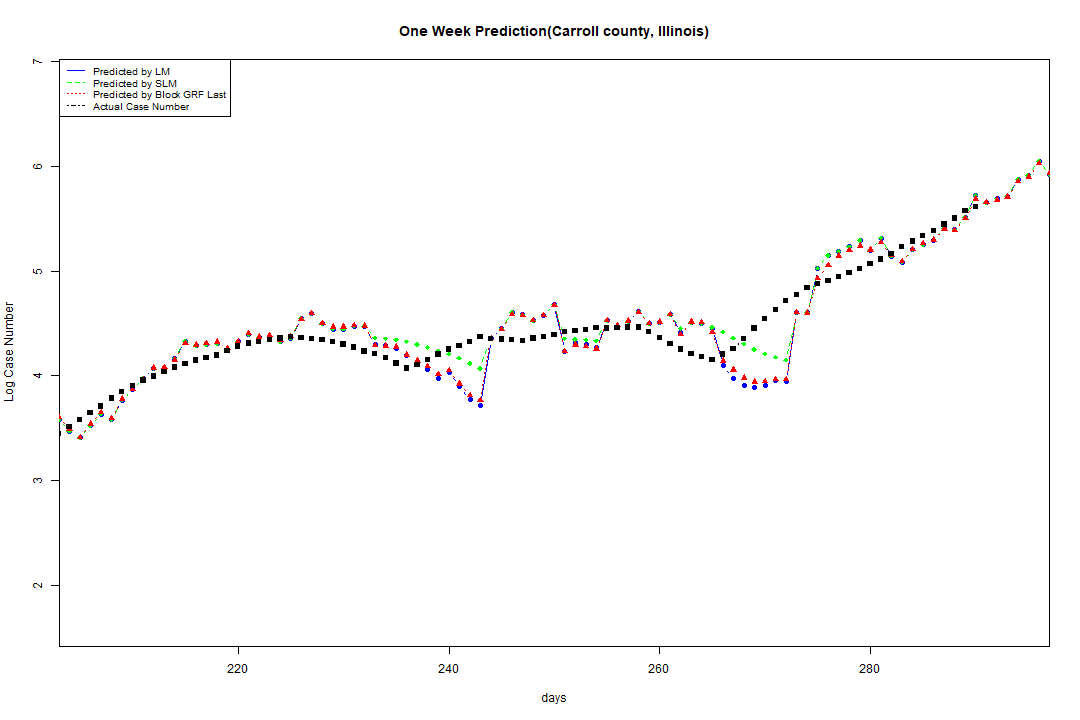 One Week Prediction(Carroll county, Illinois)
7
Predicted by LM
Predicted by SLM
Predicted by Block GRF Last
Actual Case Number
6
5
4
3
2
Log Case Number
220
240
260
280
days